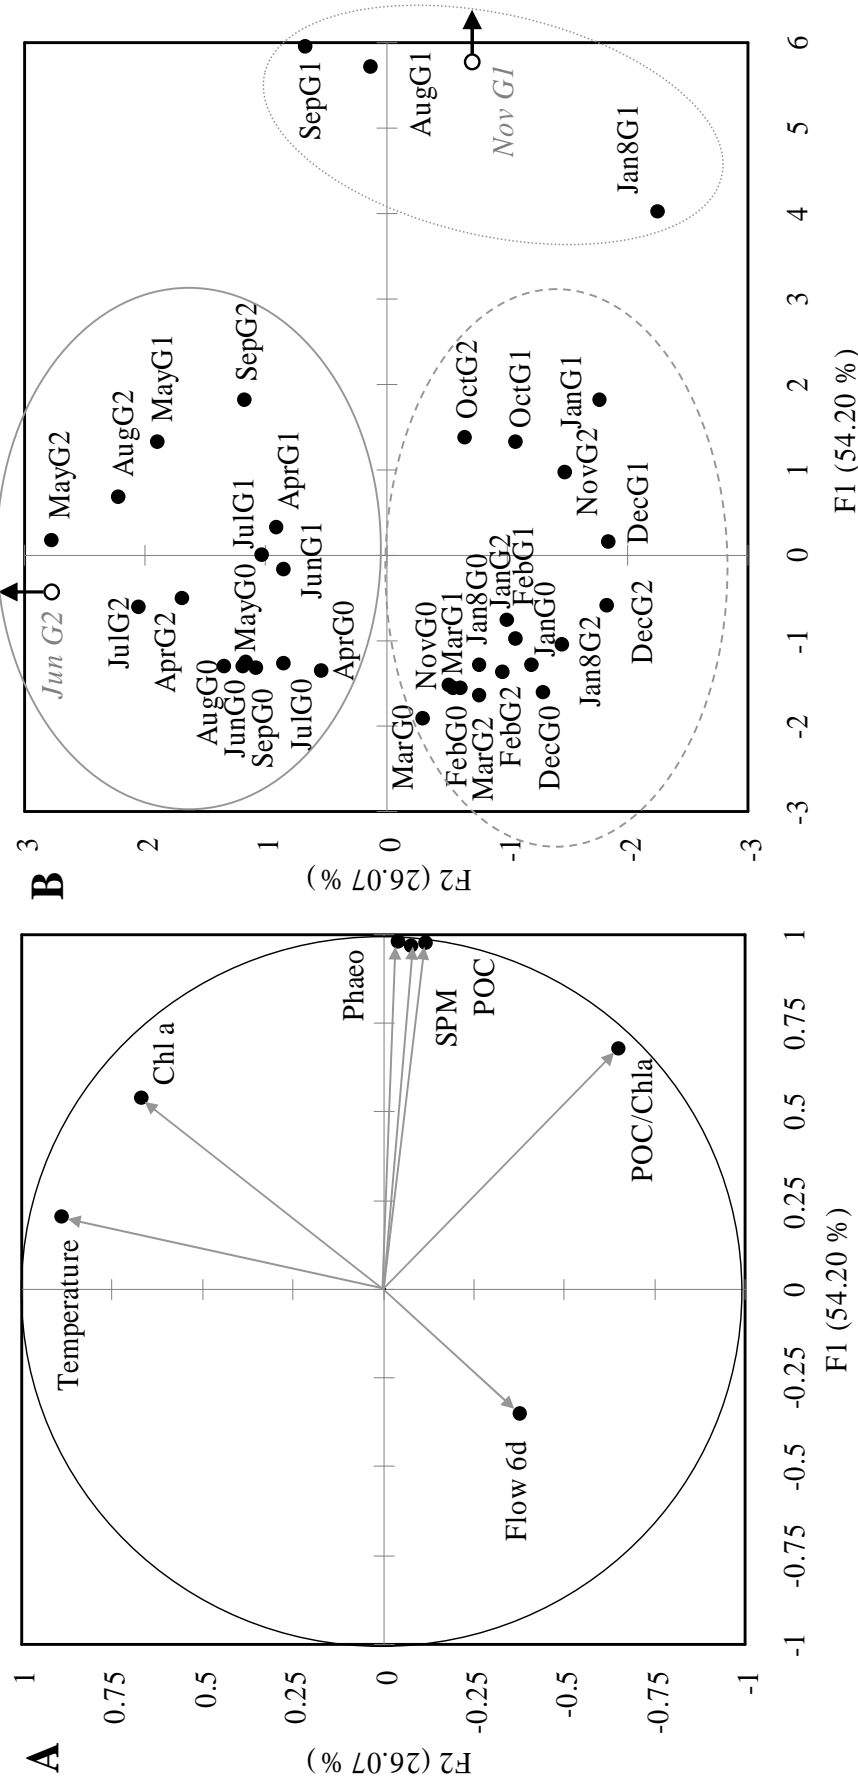 A
F2 (26.07 %)
1
0.75
0.5
0.25
0
-0.25
-0.5
-0.75
-1
Temperature
Chl a
Phaeo
SPM
POC
POC/Chla
Flow 6d
-1
-0.75
-0.5
-0.25
0
0.25
0.5
0.75
1
F1 (54.20 %)
B
F2 (26.07 %)
3
2
1
0
-1
-2
-3
Jun G2
MayG2
JulG2
AugG2
AprG2
MayG1
SepG2
AugG0
MayG0
JulG1
JunG0
SepG0
AprG1
JulG0
JunG1
AprG0
SepG1
AugG1
Nov G1
Jan8G1
MarG0
NovG0
MarG1
OctG2
FebG0
Jan8G0
MarG2
JanG2
FebG2
FebG1
OctG1
DecG0
JanG0
JanG1
NovG2
Jan8G2
DecG2
DecG1
-3
-2
-1
0
1
2
3
4
5
6
F1 (54.20 %)